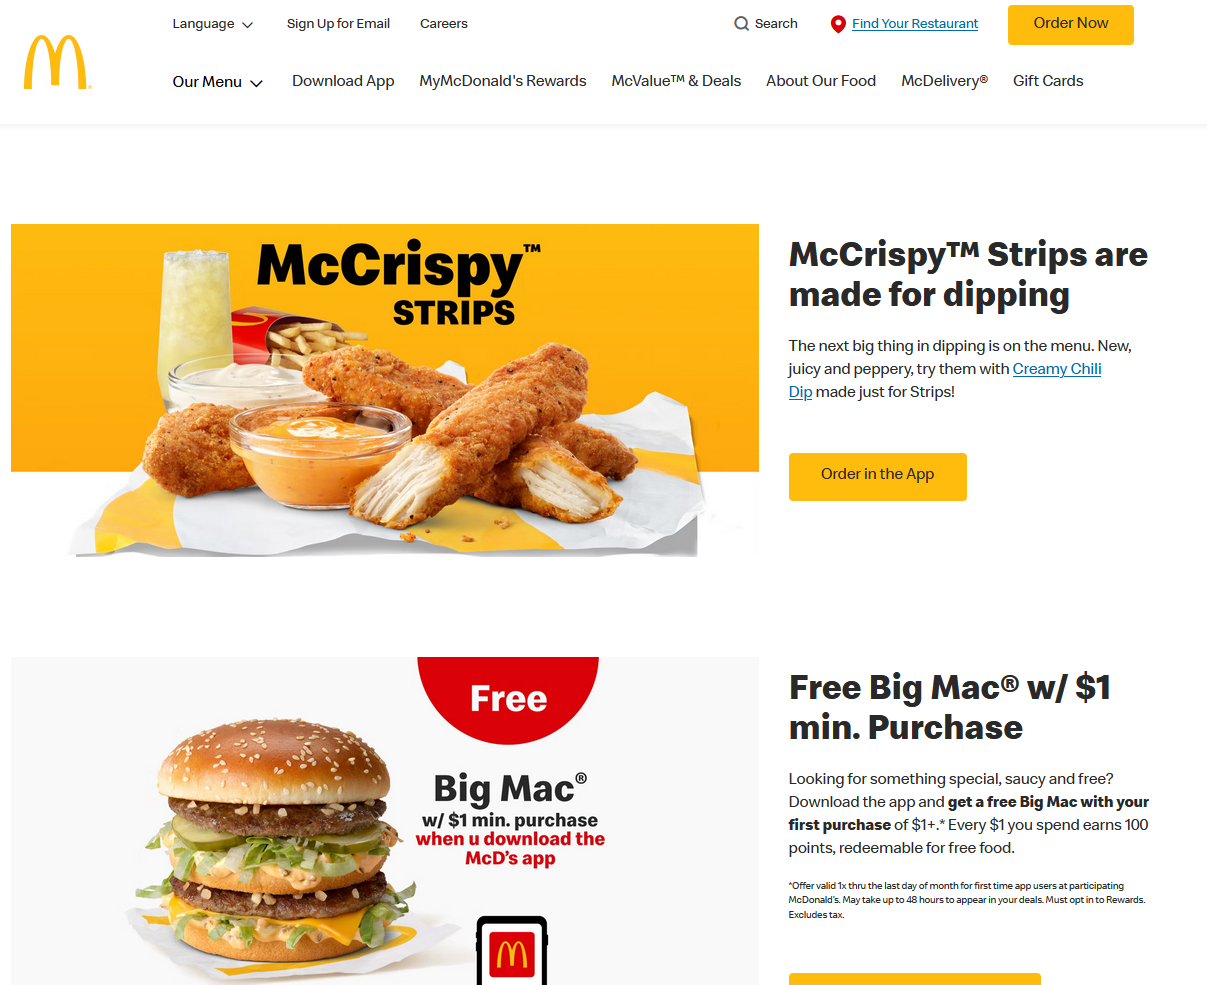 Language
Sign Up for Email
Careers
Search
Find Your Restaurant
Order Now
Our Menu
Download App
MyMcDonald's Rewards
McValue™ & Deals
About Our Food
McDelivery®
Gift Cards
McCrispy™
STRIPS
McCrispy™ Strips are
made for dipping
The next big thing in dipping is on the menu. New,
juicy and peppery, try them with Creamy Chili
Dip made just for Strips!
Order in the App
Free
Big Mac®
w/ $1 min. purchase
when u download the
McD's app
Free Big Mac® w/ $1
min. Purchase
Looking for something special, saucy and free?
Download the app and get a free Big Mac with your
first purchase of $1+.* Every $1 you spend earns 100
points, redeemable for free food.
*Offer valid 1x thru the last day of month for first time app users at participating
McDonald's. May take up to 48 hours to appear in your deals. Must opt in to Rewards.
Excludes tax.